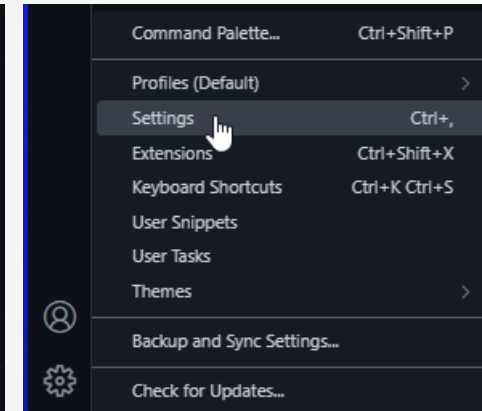 Command Palette... Ctrl+Shift+P
Profiles (Default)
Settings Ctrl+,
Extensions Ctrl+Shift+X
Keyboard Shortcuts Ctrl+K Ctrl+S
User Snippets
User Tasks
Themes
Backup and Sync Settings...
Check for Updates...